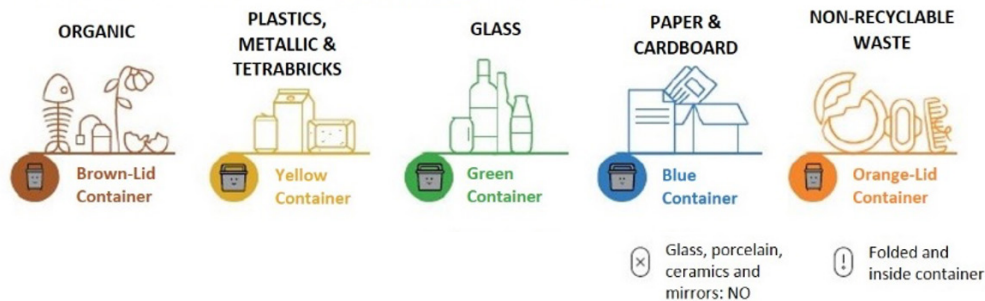 ORGANIC
PLASTICS,
METALLIC &
TETRABRICKS
GLASS
PAPER &
CARDBOARD
NON-RECYCLABLE
WASTE
Brown-Lid
Container
Yellow
Container
Green
Container
Blue
Container
Orange-Lid
Container
Glass, porcelain,
ceramics and
mirrors: NO
Folded and
inside container